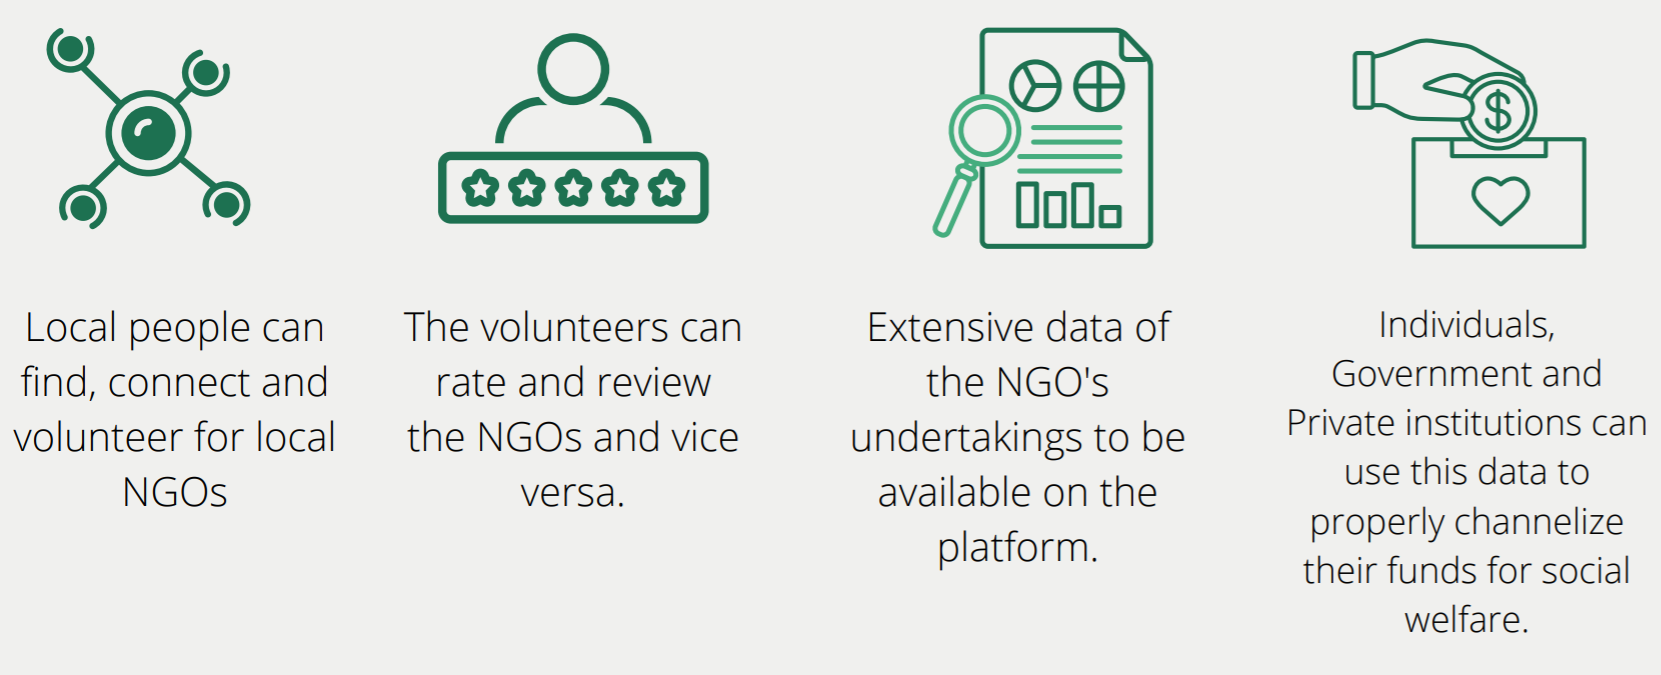 Local people can
find, connect and
volunteer for local
NGOs
The volunteers can
rate and review
the NGOs and vice
versa.
Extensive data of
the NGO's
undertakings to be
available on the
platform.
$
Individuals,
Government and
Private institutions can
use this data to
properly channelize
their funds for social
welfare.